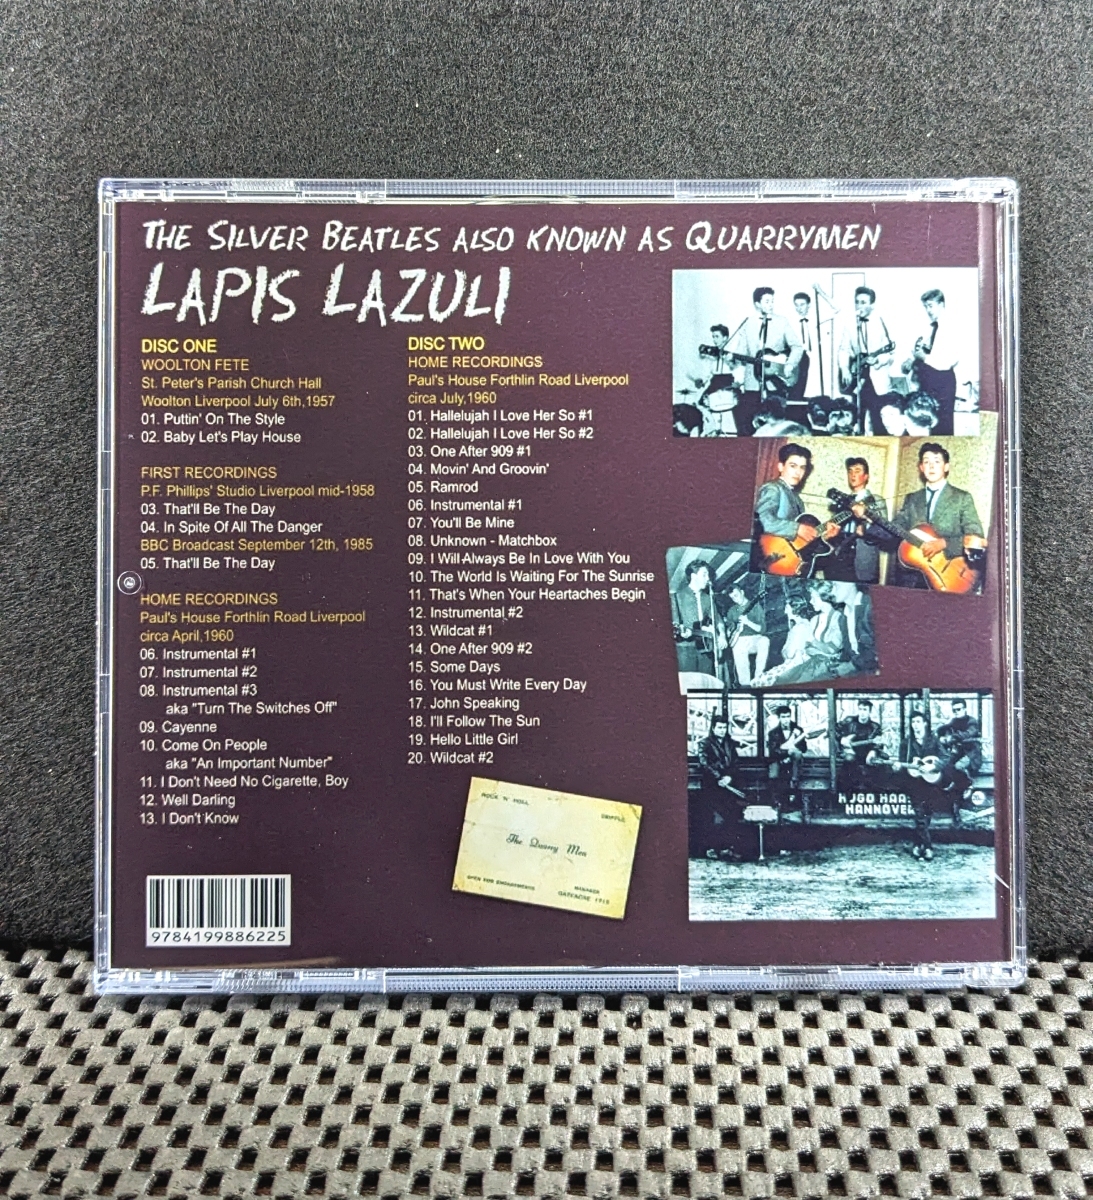 THE SILVER BEATLES ALSO KNOWN AS QUARRYMEN
LAPIS LAZULI
DISC ONE
WOOLTON FETE
St. Peter's Parish Church Hall
Woolton Liverpool July 6th,1957
01. Puttin' On The Style
02. Baby Let's Play House
FIRST RECORDINGS
P.F. Phillips' Studio Liverpool mid-1958
03. That'll Be The Day
04. In Spite Of All The Danger
BBC Broadcast September 12th, 1985
05. That'll Be The Day
HOME RECORDINGS
Paul's House Forthlin Road Liverpool
circa April,1960
06. Instrumental #1
07. Instrumental #2
08. Instrumental #3
aka "Turn The Switches Off"
09. Cayenne
10. Come On People
aka "An Important Number"
11. I Don't Need No Cigarette, Boy
12. Well Darling
13. I Don't Know
DISC TWO
HOME RECORDINGS
Paul's House Forthlin Road Liverpool
circa July,1960
01. Hallelujah I Love Her So #1
02. Hallelujah I Love Her So #2
03. One After 909 #1
04. Movin' And Groovin'
05. Ramrod
06. Instrumental #1
07. You'll Be Mine
08. Unknown - Matchbox
09. I Will Always Be In Love With You
10. The World Is Waiting For The Sunrise
11. That's When Your Heartaches Begin
12. Instrumental #2
13. Wildcat #1
14. One After 909 #2
15. Some Days
16. You Must Write Every Day
17. John Speaking
18. I'll Follow The Sun
19. Hello Little Girl
20. Wildcat #2
ROCK 'N' ROLL
SKIFFLE
The Quarry Men
OPEN FOR ENGAGEMENTS
MANAGER
GATEACRE 1715
HUGO HAA
HANNOVER
9784199886225